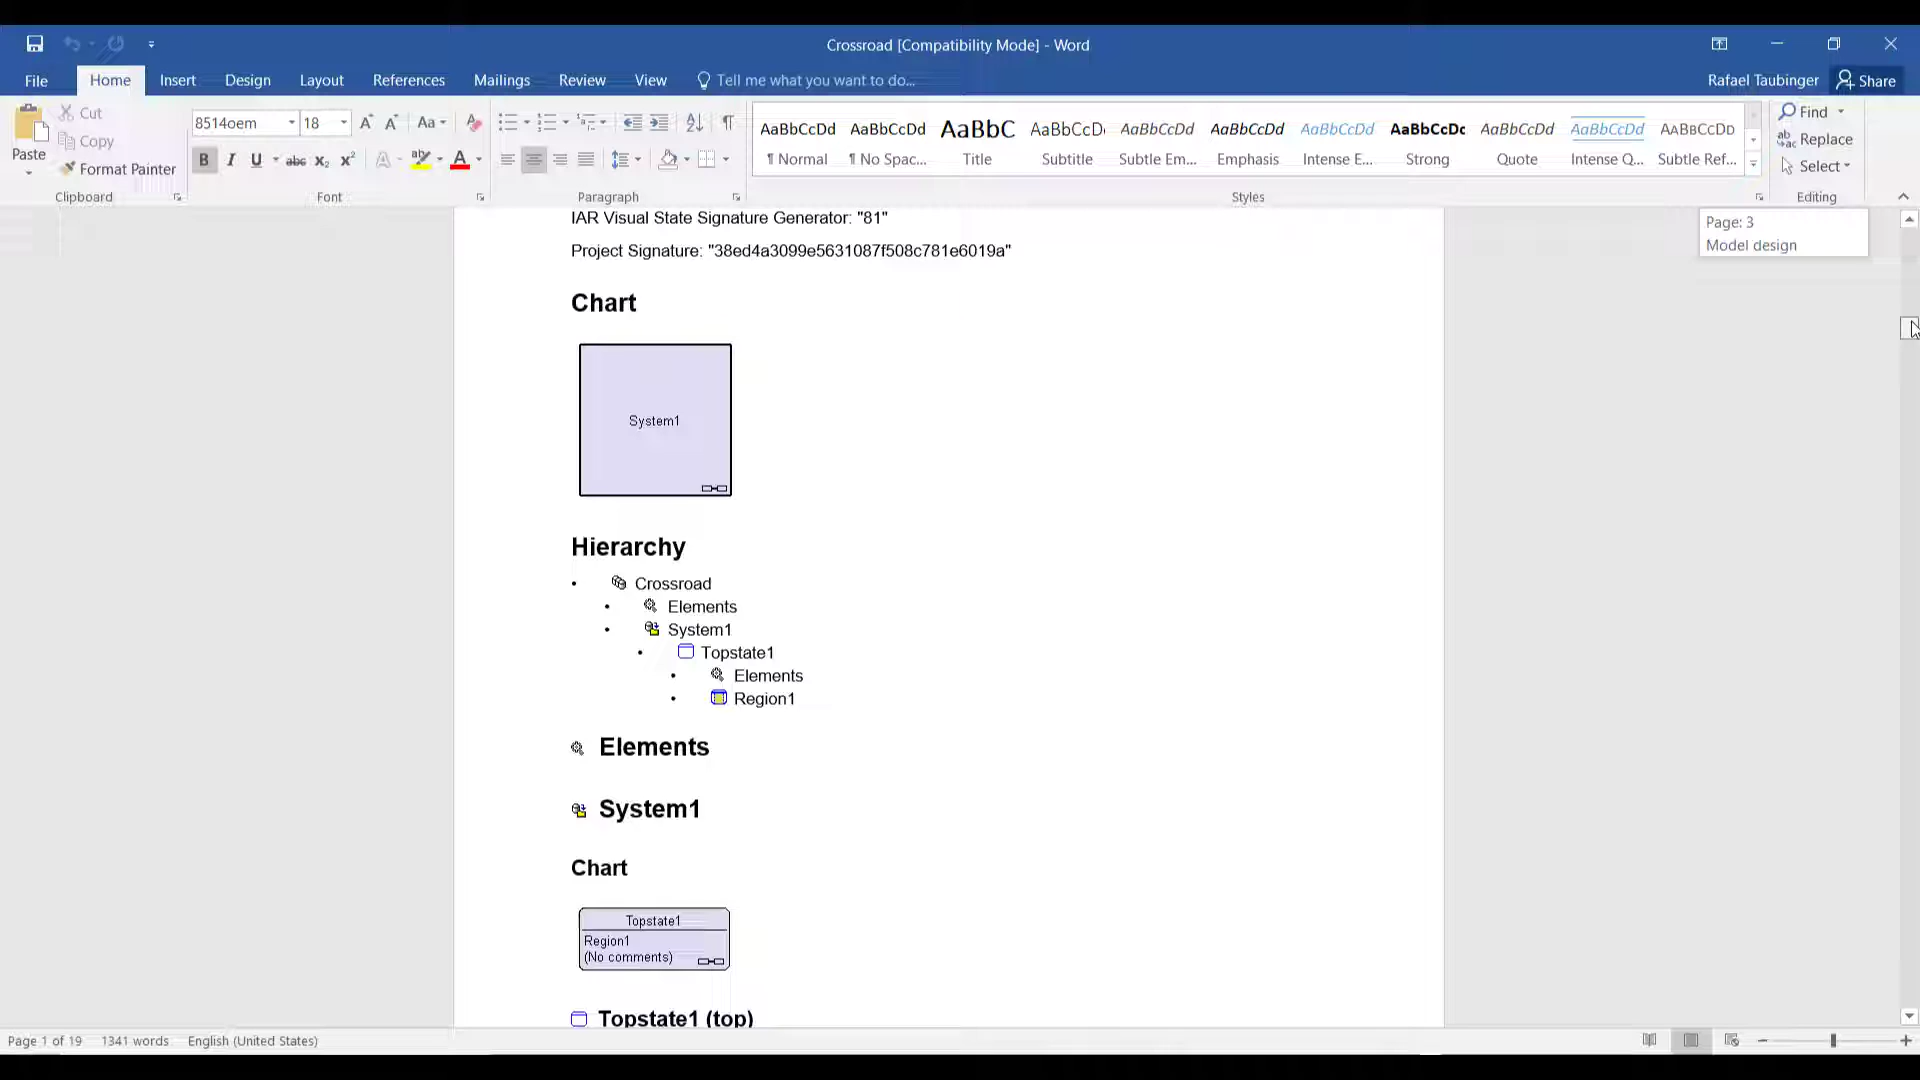 Crossroad [Compatibility Mode] - Word
File Home Insert Design Layout References Mailings Review View Tell me what you want to do... Rafael Taubinger Share
Paste Cut Copy Format Painter Clipboard
8514oem 18 Aa Font
Paragraph
AaBbCcDd AaBbCcDd AaBbC AaBbCcD AaBbCcDd AaBbCcDd AaBbCcDd AaBbCcDc AaBbCcDd AaBbCcDd AaBbCcDd
¶ Normal ¶ No Spac... Title Subtitle Subtle Em... Emphasis Intense E... Strong Quote Intense Q... Subtle Ref...
Styles
Find
Replace
Select
Editing
Page: 3
Model design
IAR Visual State Signature Generator: "81"
Project Signature: "38ed4a3099e5631087f508c781e6019a"
Chart
System1
Hierarchy
• Crossroad
• Elements
• System1
• Topstate1
• Elements
• Region1
Elements
System1
Chart
Topstate1
Region1
(No comments)
Topstate1 (top)
Page 1 of 19 1341 words English (United States)